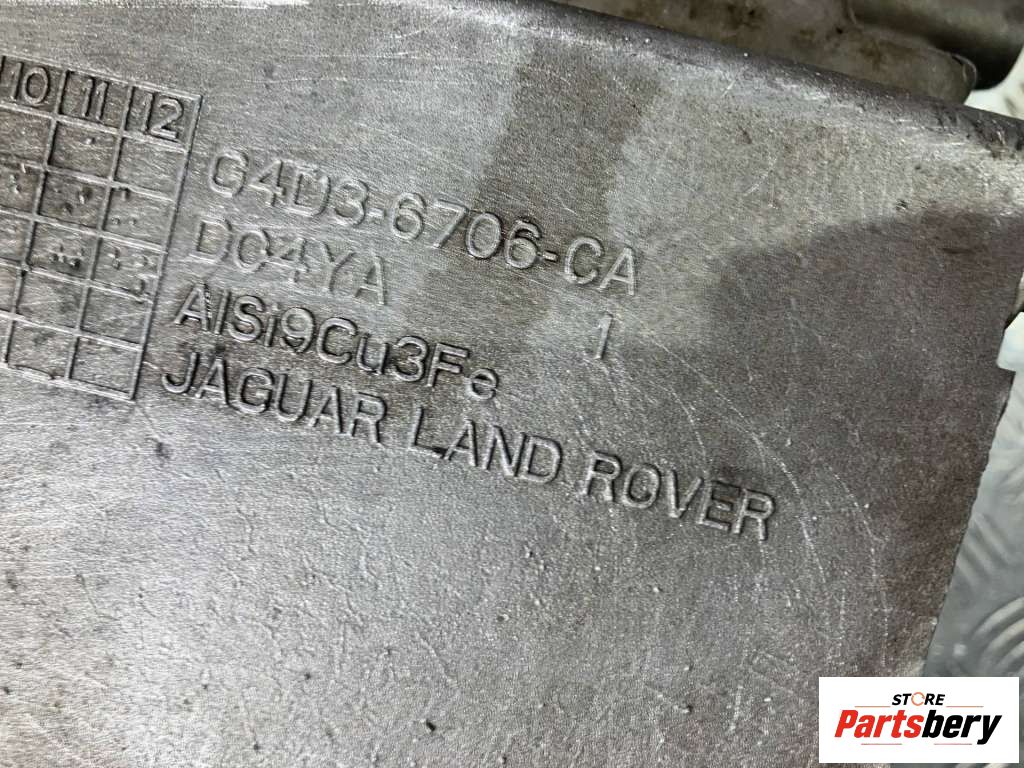 10 11 12
G4D3-6706-CA
DC4YA
AlSi9Cu3Fe 1
JAGUAR LAND ROVER
STORE
Partsbery